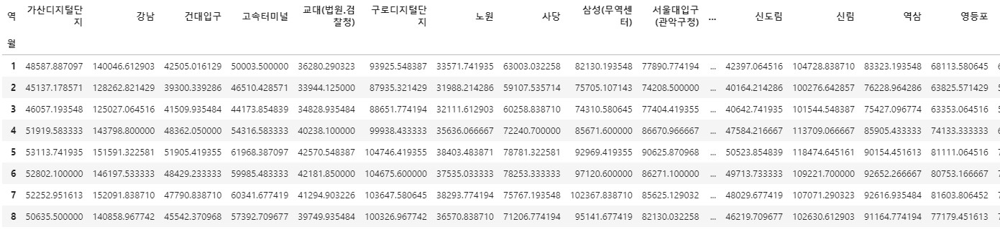 역 가산디지털단지 강남 건대입구 고속터미널 교대(법원.검찰청) 구로디지털단지 노원 사당 삼성(무역센터) 서울대입구(관악구청) ... 신도림 신림 역삼 영등포
월
1 48587.887097 140046.612903 42505.016129 50003.500000 36280.290323 93925.548387 33571.741935 63003.032258 82130.193548 77890.774194 ... 42397.064516 104728.838710 83323.193548 68113.580645
2 45137.178571 128262.821429 39300.339286 46510.428571 33944.125000 87935.321429 31988.214286 59107.535714 75705.107143 74208.500000 ... 40164.214286 100276.642857 76228.964286 63825.571429
3 46057.193548 125027.064516 41509.935484 44173.854839 34828.935484 88651.774194 32111.612903 60258.838710 74310.580645 77404.419355 ... 40642.741935 101544.548387 75427.096774 63353.064516
4 51919.583333 143798.800000 48362.050000 54316.583333 40238.100000 99938.433333 35636.066667 72240.700000 85671.600000 86670.966667 ... 47584.216667 113709.066667 85905.433333 74133.333333
5 53113.741935 151591.322581 51905.419355 61968.387097 42570.548387 104746.419355 38403.483871 78781.322581 92969.419355 90625.870968 ... 50523.854839 118474.645161 90154.451613 81111.064516
6 52802.100000 146197.533333 48429.233333 59985.483333 42181.850000 104675.600000 37535.033333 78253.333333 97120.600000 86271.100000 ... 49713.733333 109221.700000 92652.266667 80753.166667
7 52252.951613 152091.838710 47790.838710 60341.677419 41294.903226 103647.580645 38293.774194 75767.193548 102367.838710 85625.129032 ... 48029.677419 107071.290323 92616.935484 81603.806452
8 50635.500000 140858.967742 45542.370968 57392.709677 39749.935484 100326.967742 36570.838710 71206.774194 95141.677419 82130.032258 ... 46219.709677 102630.612903 91164.774194 77179.451613